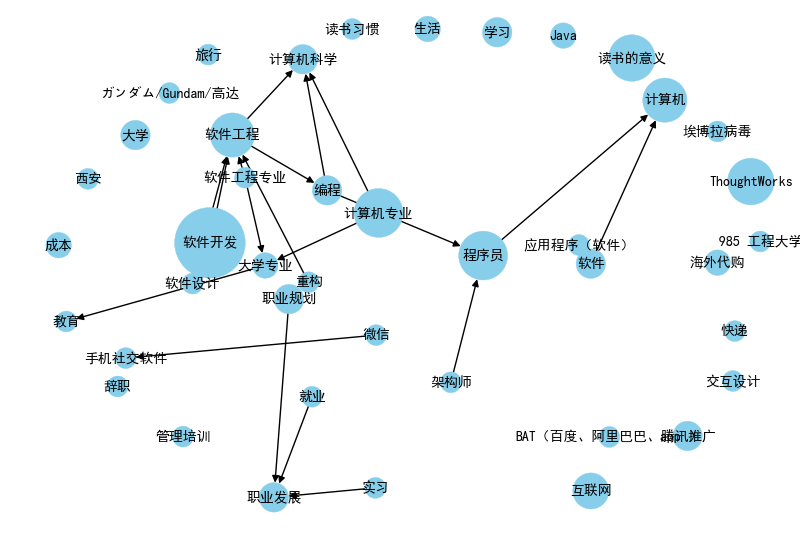 读书习惯
生活
学习
Java
旅行
计算机科学
读书的意义
ガンダム/Gundam/高达
计算机
大学
软件工程
埃博拉病毒
西安
软件工程专业
编程
ThoughtWorks
计算机专业
成本
软件开发
应用程序（软件）
985 工程大学
程序员
大学专业
软件
海外代购
软件设计
重构
职业规划
教育
微信
快递
手机社交软件
辞职
架构师
交互设计
就业
管理培训
BAT（百度、阿里巴巴、腾讯）
app 推广
实习
互联网
职业发展